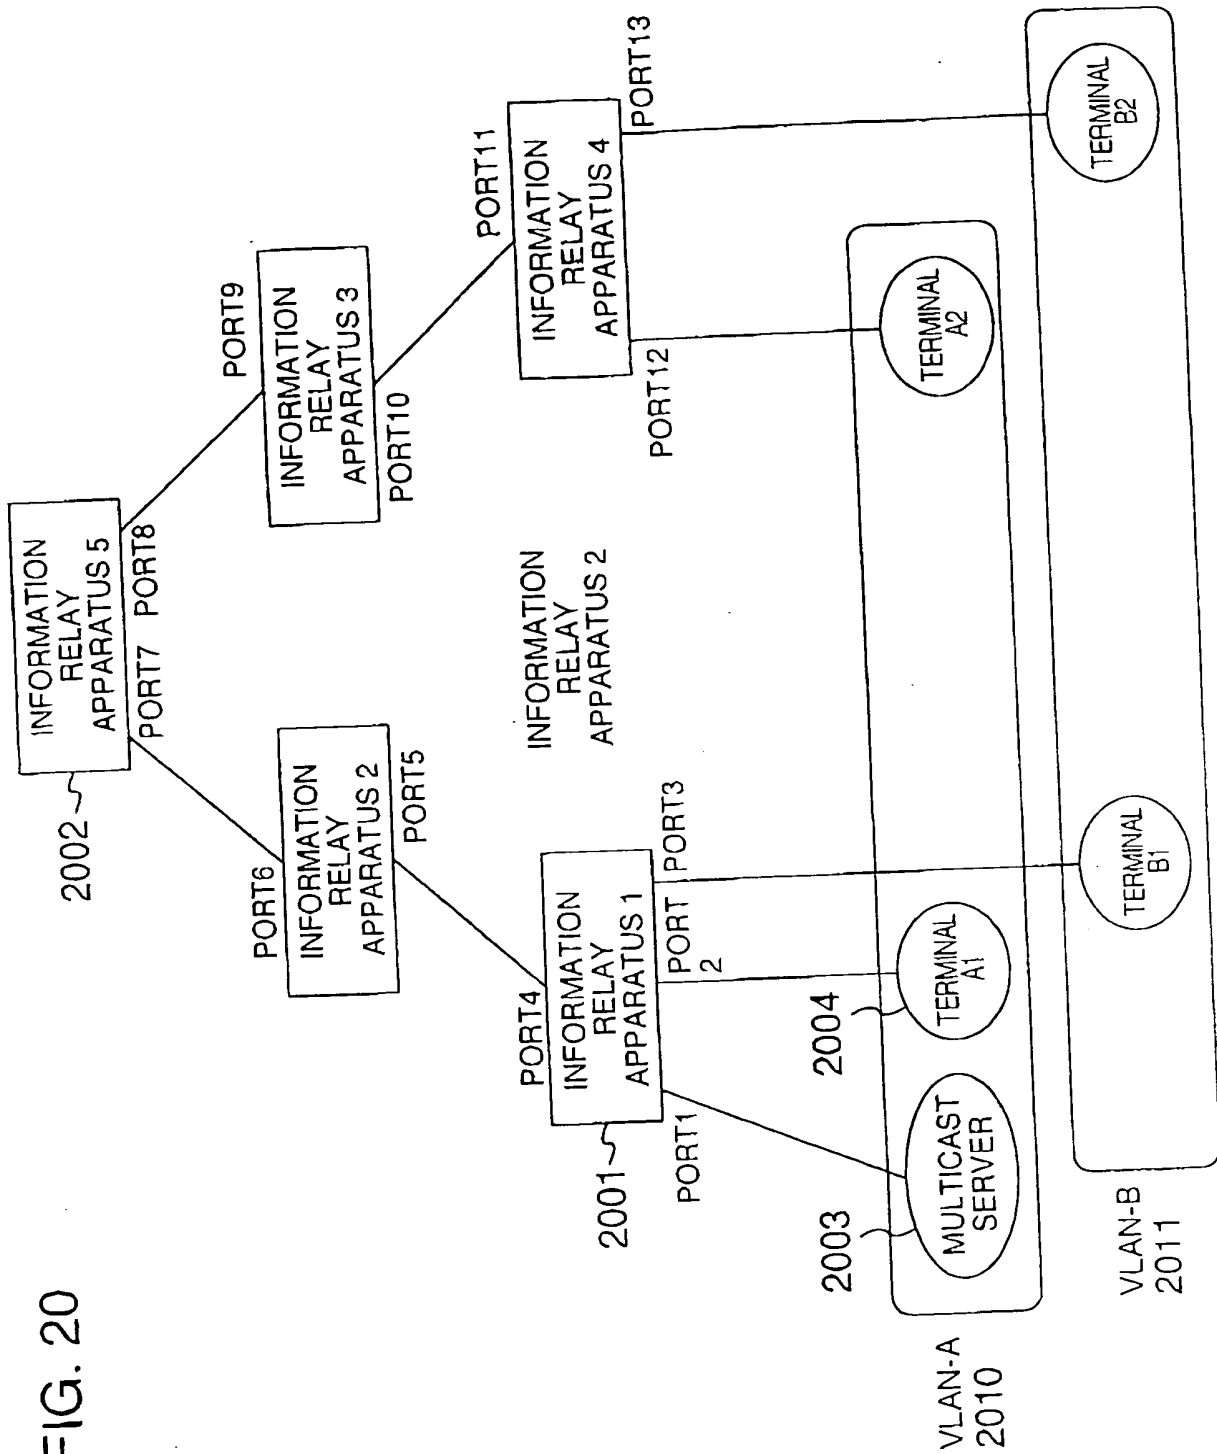 FIG. 20
INFORMATION
RELAY
APPARATUS 5
2002
PORT7 PORT8
PORT6
INFORMATION
RELAY
APPARATUS 2
PORT5
PORT9
INFORMATION
RELAY
APPARATUS 3
PORT10
PORT4
INFORMATION
RELAY
APPARATUS 1
2001
PORT1
PORT
2
PORT3
INFORMATION
RELAY
APPARATUS 2
PORT11
INFORMATION
RELAY
APPARATUS 4
PORT12
PORT13
2003
MULTICAST
SERVER
2004
TERMINAL
A1
TERMINAL
A2
VLAN-A
2010
TERMINAL
B1
TERMINAL
B2
VLAN-B
2011